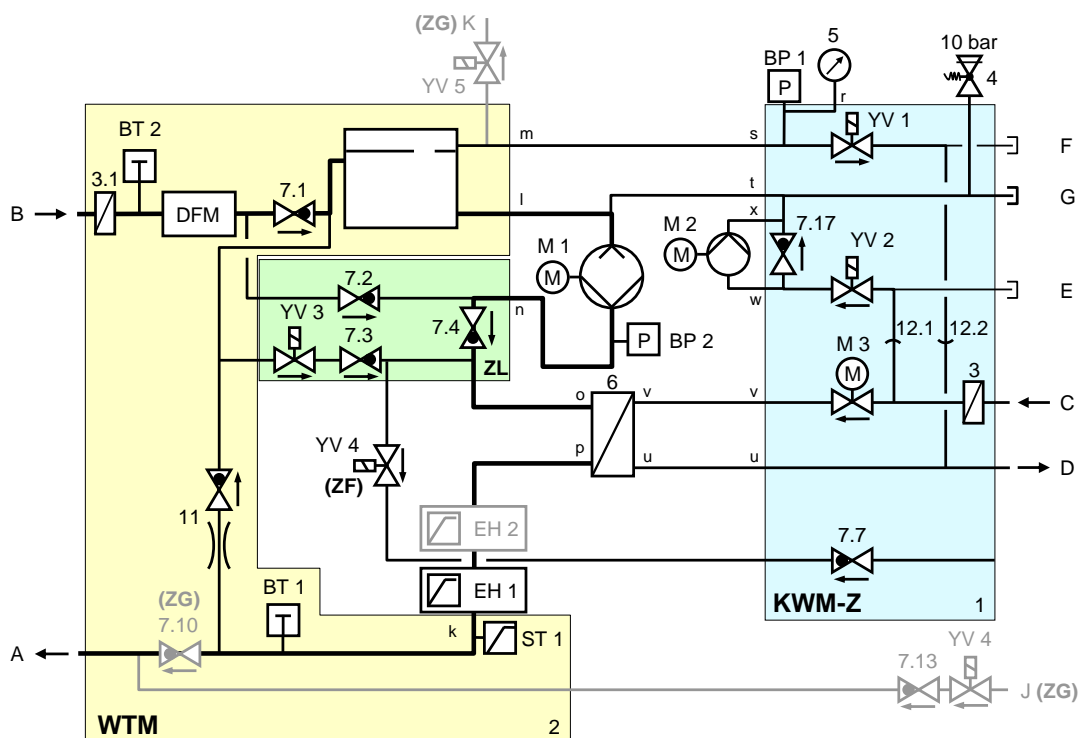 (ZG) K
YV 5
BP 1
P
5
r
10 bar
4
BT 2
m
s
YV 1
F
3.1
7.1
t
B
DFM
l
G
x
M 1
M
M 2
M
7.17
YV 2
7.2
n
w
E
YV 3
7.3
7.4
P
BP 2
12.1
12.2
M 3
M
ZL
6
3
o
v
v
C
YV 4
(ZF)
p
u
u
D
11
EH 2
7.7
BT 1
EH 1
(ZG)
7.10
KWM-Z
1
k
ST 1
A
7.13
YV 4
J (ZG)
WTM
2